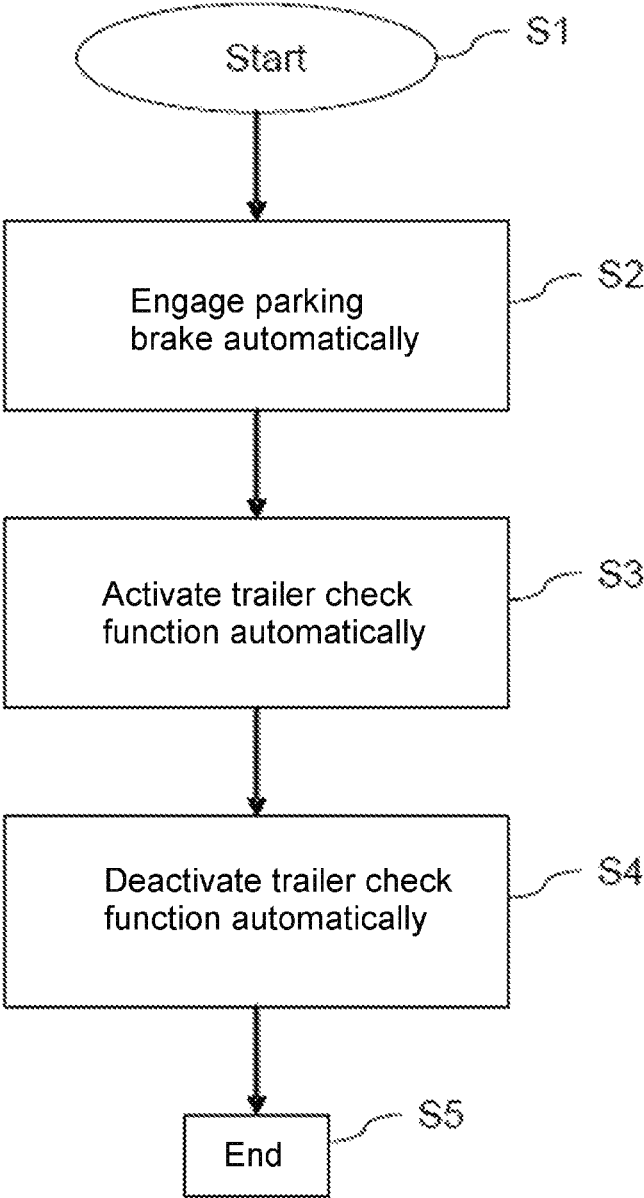 Start
S1
Engage parking
brake automatically
S2
Activate trailer check
function automatically
S3
Deactivate trailer check
function automatically
S4
End
S5